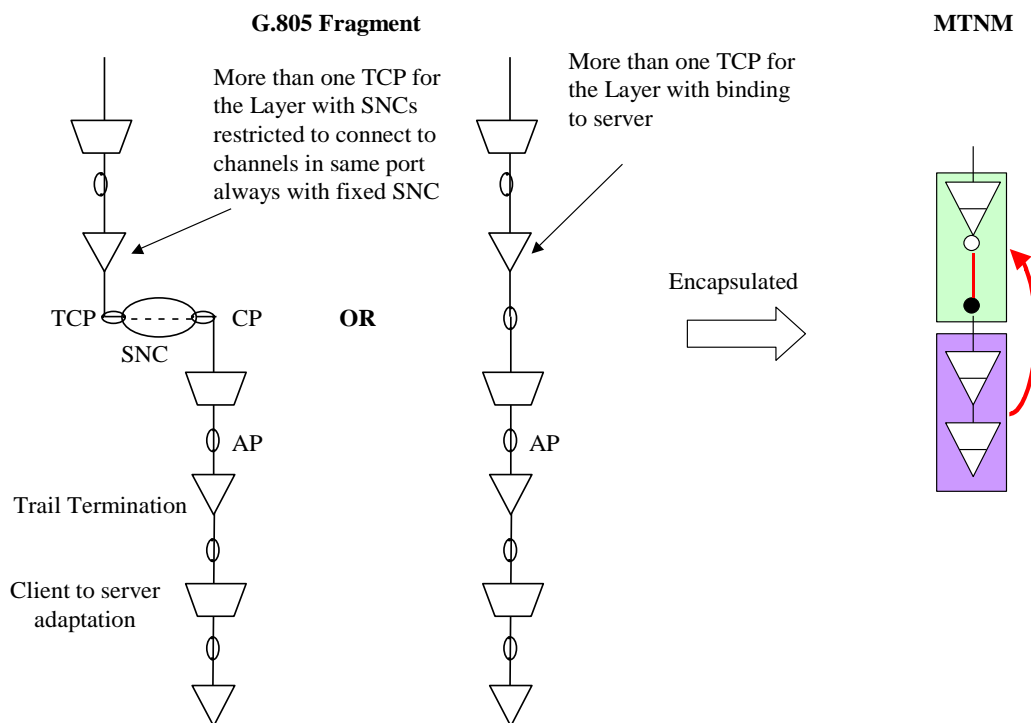 G.805 Fragment
MTNM
More than one TCP for
the Layer with SNCs
restricted to connect to
channels in same port
always with fixed SNC
More than one TCP for
the Layer with binding
to server
Encapsulated
TCP
CP
OR
SNC
AP
AP
Trail Termination
Client to server
adaptation